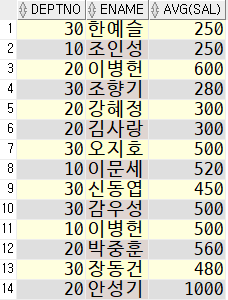 DEPTNO ENAME AVG(SAL)
1 30 한예슬 250
2 10 조인성 250
3 20 이병헌 600
4 30 조향기 280
5 20 강혜정 300
6 20 김사랑 300
7 30 오지호 500
8 10 이문세 520
9 30 신동엽 450
10 30 감우성 500
11 10 이병헌 500
12 20 박중훈 560
13 30 장동건 480
14 20 안성기 1000